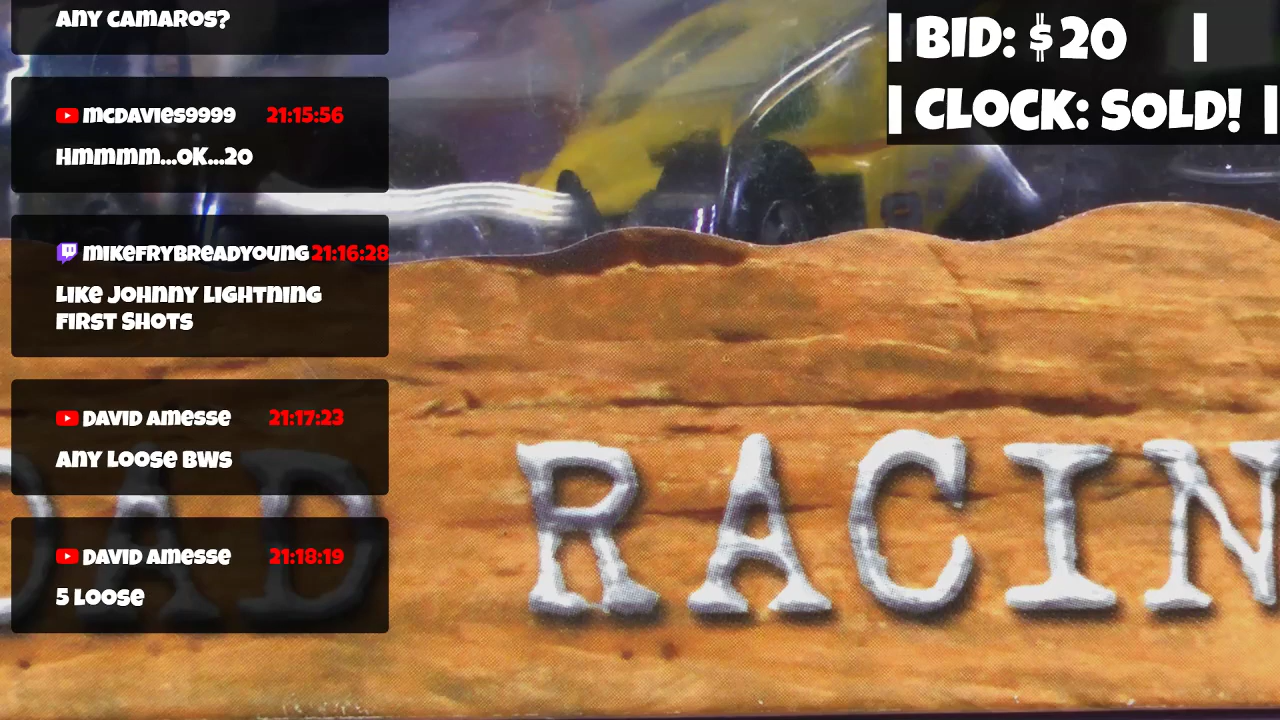 ANY CAMAROS?
mcdavies9999 21:15:56
Hmmmm...OK...20
mikefrybreadyoung 21:16:28
Like Johnny Lightning
First Shots
David Amesse 21:17:23
Any loose BWs
David Amesse 21:18:19
5 loose
| BID: $20 |
| CLOCK: SOLD! |
OAD RACIN